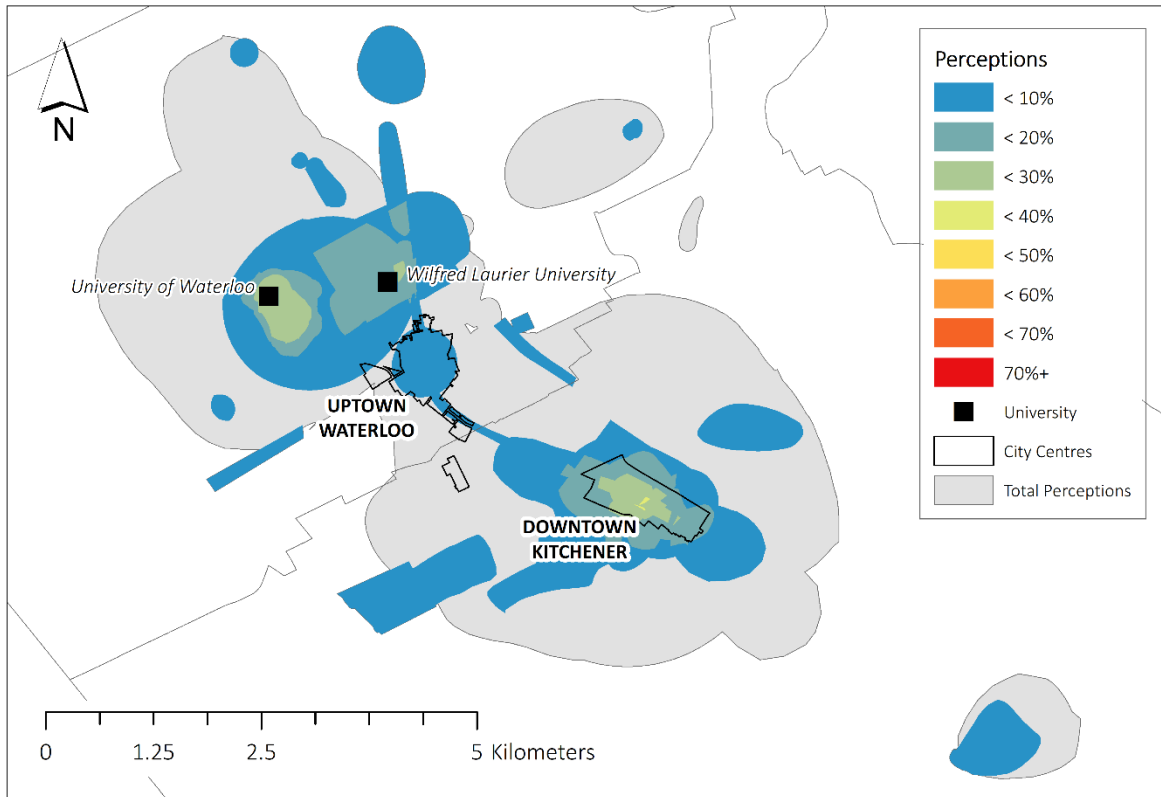 N
University of Waterloo
Wilfred Laurier University
UPTOWN
WATERLOO
DOWNTOWN
KITCHENER
0 1.25 2.5 5 Kilometers
Perceptions
< 10%
< 20%
< 30%
< 40%
< 50%
< 60%
< 70%
70%+
University
City Centres
Total Perceptions